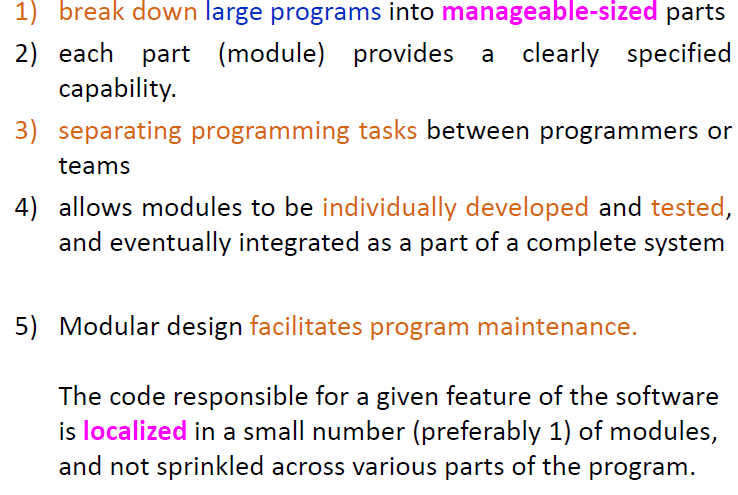 1) break down large programs into manageable-sized parts
2) each part (module) provides a clearly specified
capability.
3) separating programming tasks between programmers or
teams
4) allows modules to be individually developed and tested,
and eventually integrated as a part of a complete system
5) Modular design facilitates program maintenance.
The code responsible for a given feature of the software
is localized in a small number (preferably 1) of modules,
and not sprinkled across various parts of the program.